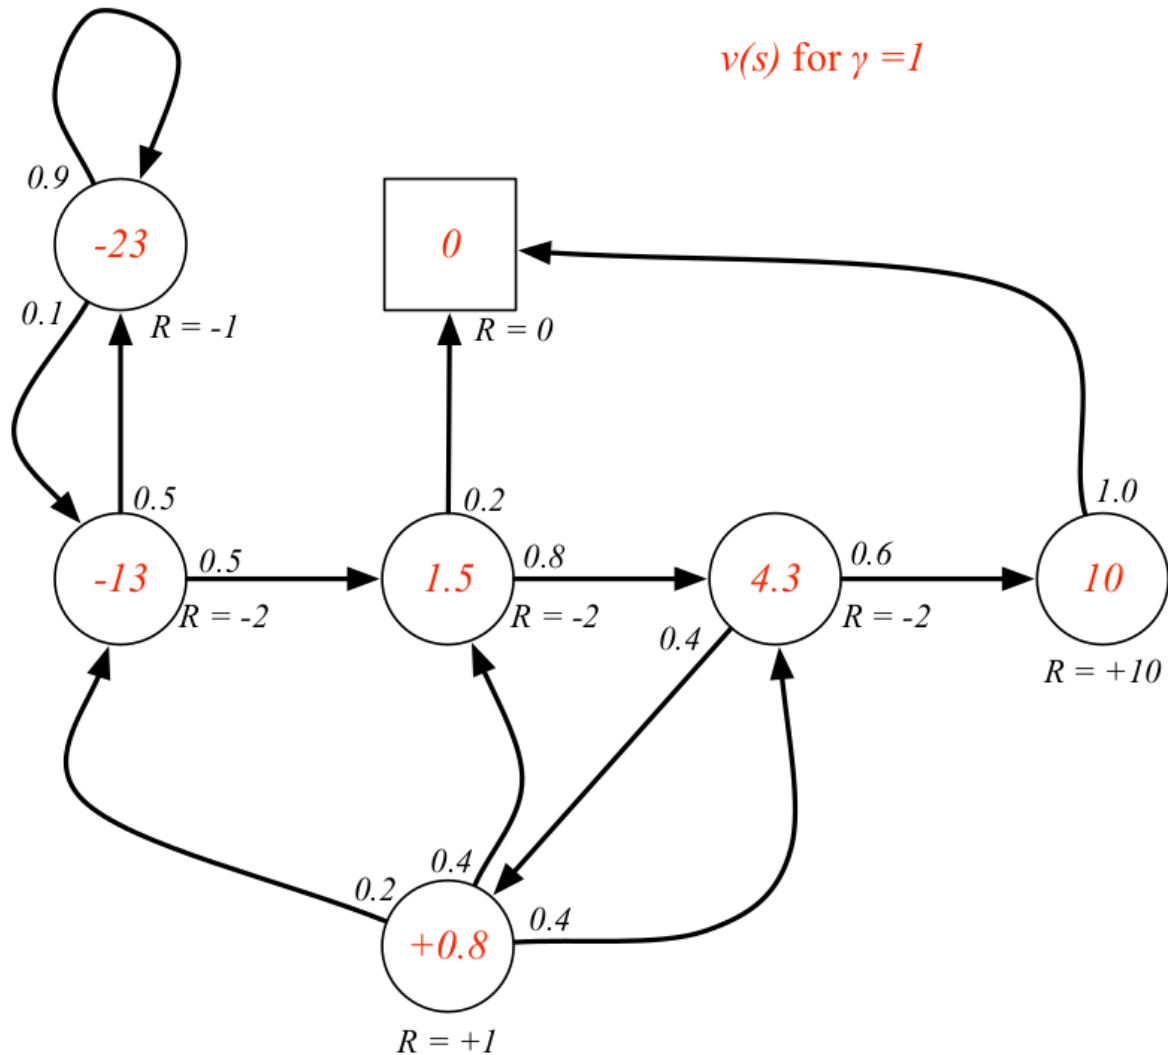 v(s) for γ =1
0.9
-23
0
0.1
R = -1
R = 0
0.5
0.2
1.0
-13
0.5
1.5
0.8
4.3
0.6
10
R = -2
R = -2
R = -2
0.4
R = +10
0.4
0.2
0.4
+0.8
R = +1